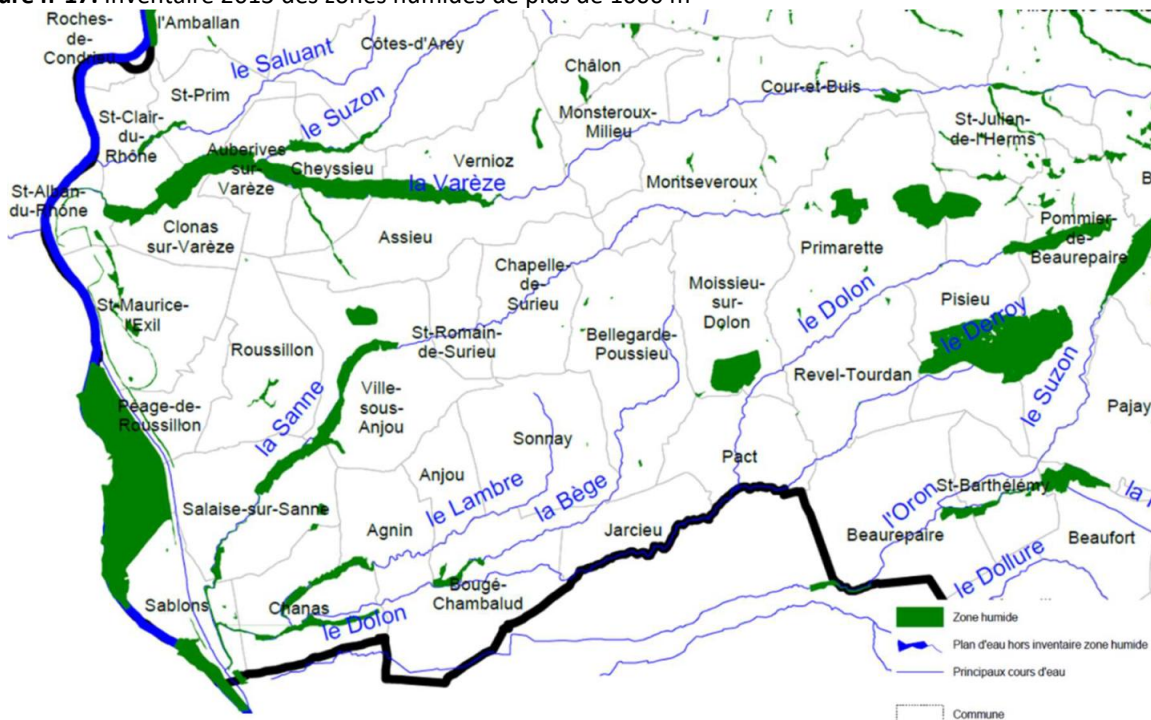 inventaire 2015 des zones humides de plus de 1000 m
Roches-
de-
l'Amballan
Côtes-d'Arey
le Saluant
Châlon
Cour-et-Buis
St-Prim
le Suzon
Monsteroux-
Milieu
St-Clair-
du-
Rhône
St-Julien-
de-l'Herms
Auberives
sur-
Varèze
Cheyssieu
Vernioz
la Varèze
Montseveroux
St-Alban-
du-Rhône
Clonas
sur-Varèze
Assieu
Primarette
Pommier-
de-
Beaurepaire
Chapelle-
de-
Surieu
Moissieu-
sur-
Dolon
le Dolon
Pisieu
le Derroy
St-Maurice-
l'Exil
Roussillon
St-Romain-
de-Surieu
Bellegarde-
Poussieu
Revel-Tourdan
le Suzon
Ville-
sous-
Anjou
la Sanne
Péage-de-
Roussillon
Pajay
Sonnay
Anjou
Pact
le Lambre
la Bège
St-Barthélémy
l'Oron
Salaise-sur-Sanne
Agnin
Jarcieu
Beaurepaire
Beaufort
le Dollure
Sablons
Chanas
Bougé-
Chambalud
le Dolon
Zone humide
Plan d'eau hors inventaire zone humide
Principaux cours d'eau
Commune